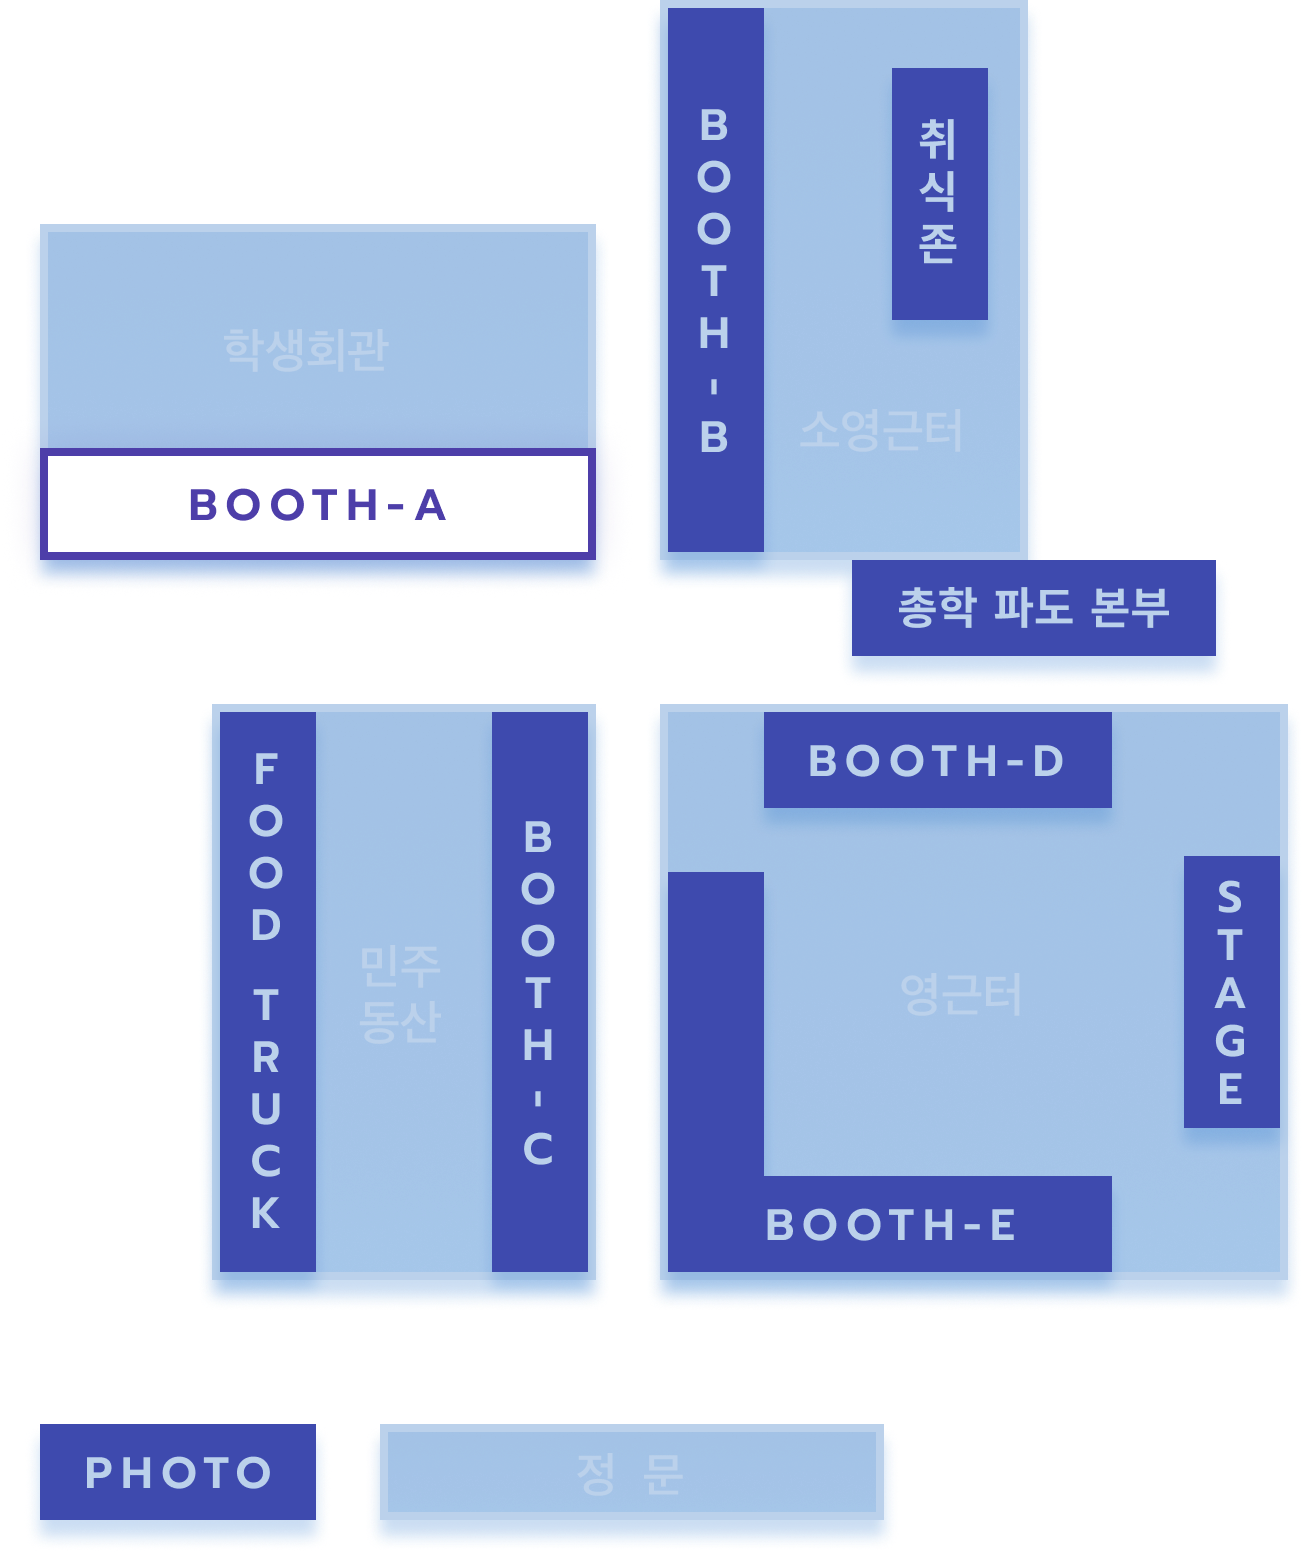 BOOTH-B
취식존
학생회관
소영근터
BOOTH-A
총학 파도 본부
FOOD TRUCK
민주
동산
BOOTH-C
BOOTH-D
영근터
STAGE
BOOTH-E
PHOTO
정 문